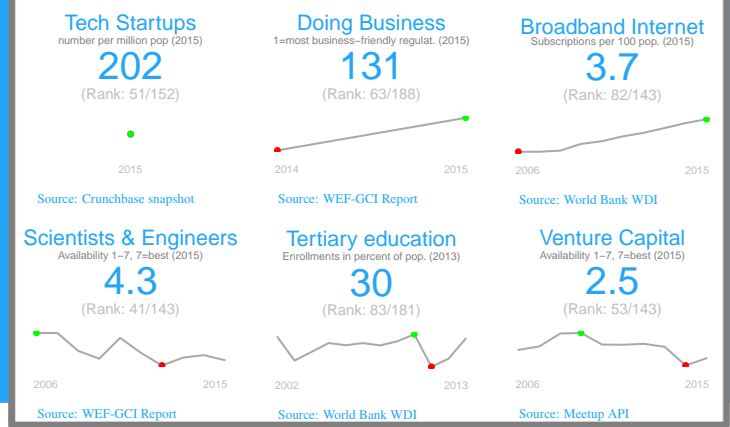 Tech Startups
number per million pop (2015)
202
(Rank: 51/152)
2015
Source: Crunchbase snapshot
Doing Business
1=most business−friendly regulat. (2015)
131
(Rank: 63/188)
2014 2015
Source: WEF-GCI Report
Broadband Internet
Subscriptions per 100 pop. (2015)
3.7
(Rank: 82/143)
2006 2015
Source: World Bank WDI
Scientists & Engineers
Availability 1−7, 7=best (2015)
4.3
(Rank: 41/143)
2006 2015
Source: WEF-GCI Report
Tertiary education
Enrollments in percent of pop. (2013)
30
(Rank: 83/181)
2002 2013
Source: World Bank WDI
Venture Capital
Availability 1−7, 7=best (2015)
2.5
(Rank: 53/143)
2006 2015
Source: Meetup API